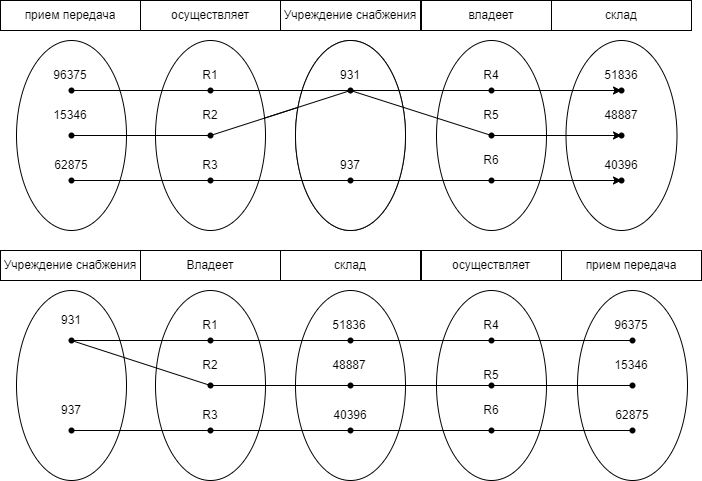 прием передача осуществляет Учреждение снабжения владеет склад
96375 R1 931 R4 51836
15346 R2 R5 48887
62875 R3 937 R6 40396
Учреждение снабжения Владеет склад осуществляет прием передача
931 R1 51836 R4 96375
R2 48887 R5 15346
937 R3 40396 R6 62875